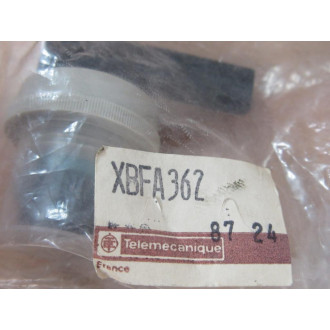 XBFA362
87 24
Telemecanique
France